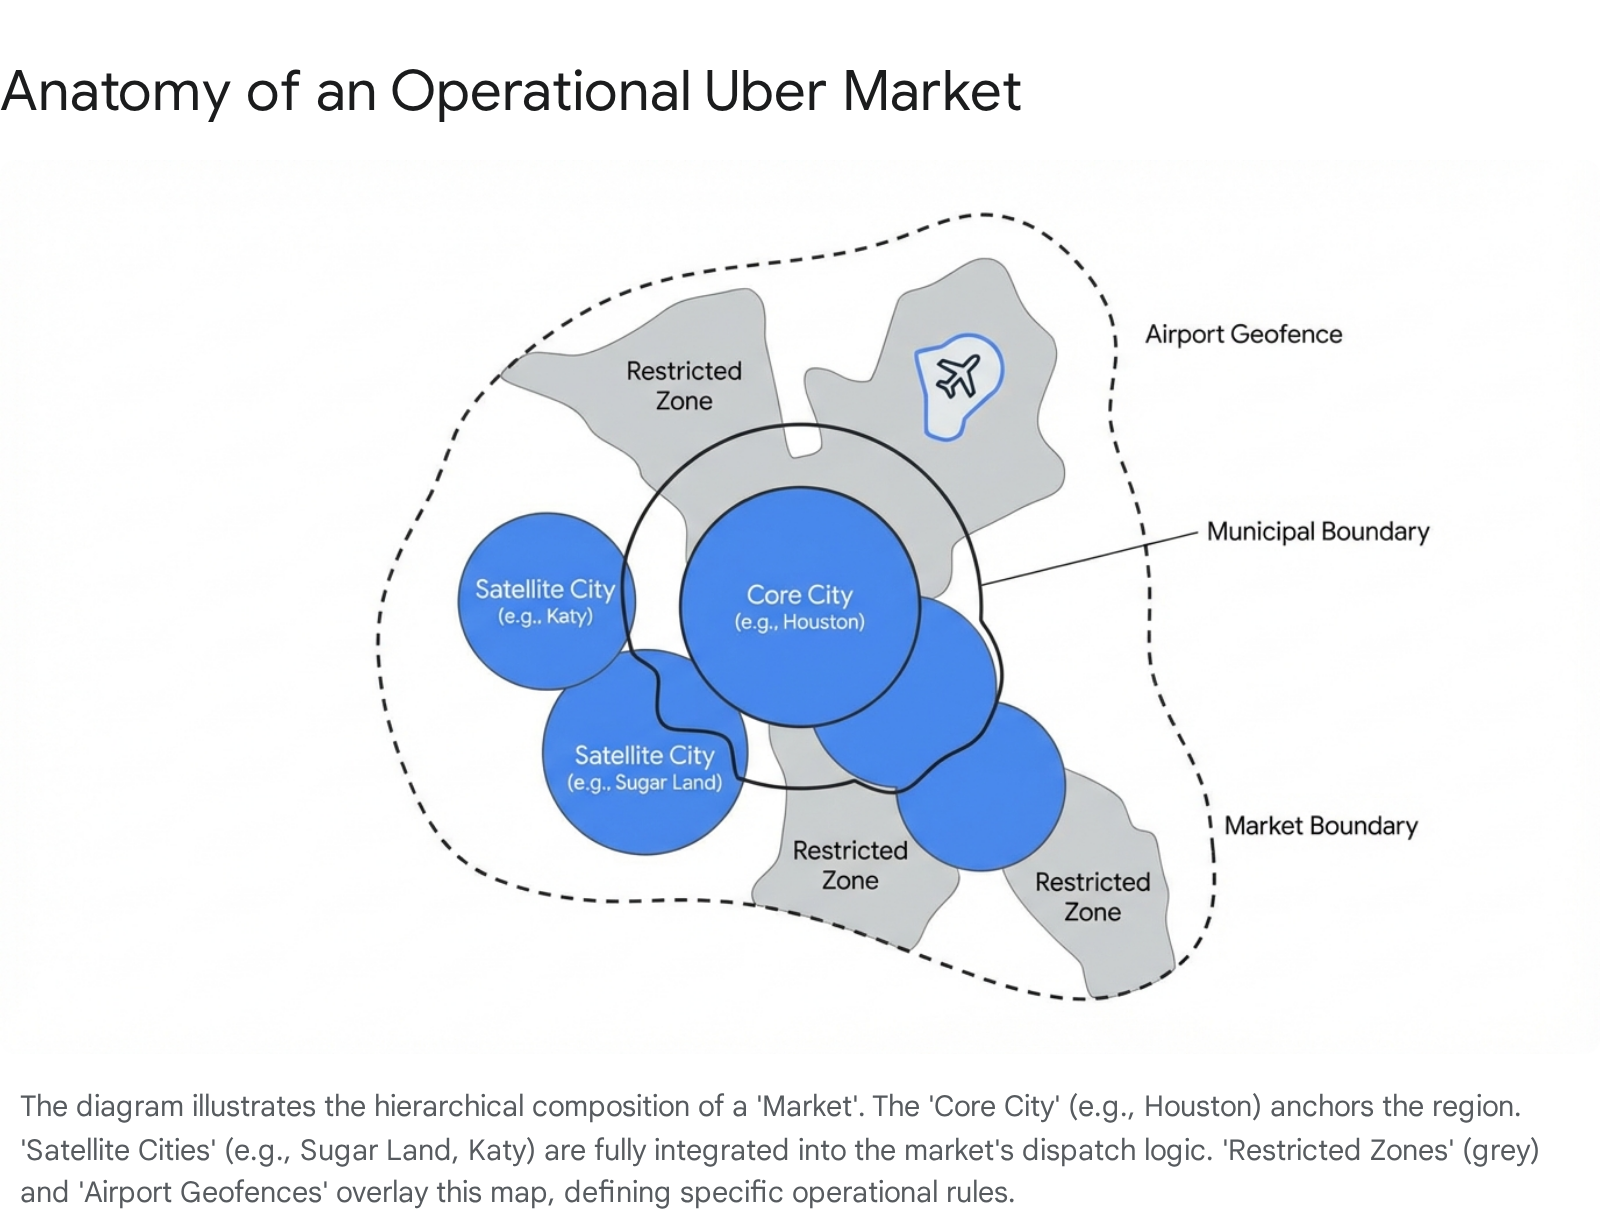 Anatomy of an Operational Uber Market
Airport Geofence
Restricted
Zone
Municipal Boundary
Satellite City
(e.g., Katy)
Core City
(e.g., Houston)
Satellite City
(e.g., Sugar Land)
Market Boundary
Restricted
Zone
Restricted
Zone
The diagram illustrates the hierarchical composition of a 'Market'. The 'Core City' (e.g., Houston) anchors the region.
'Satellite Cities' (e.g., Sugar Land, Katy) are fully integrated into the market's dispatch logic. 'Restricted Zones' (grey)
and 'Airport Geofences' overlay this map, defining specific operational rules.